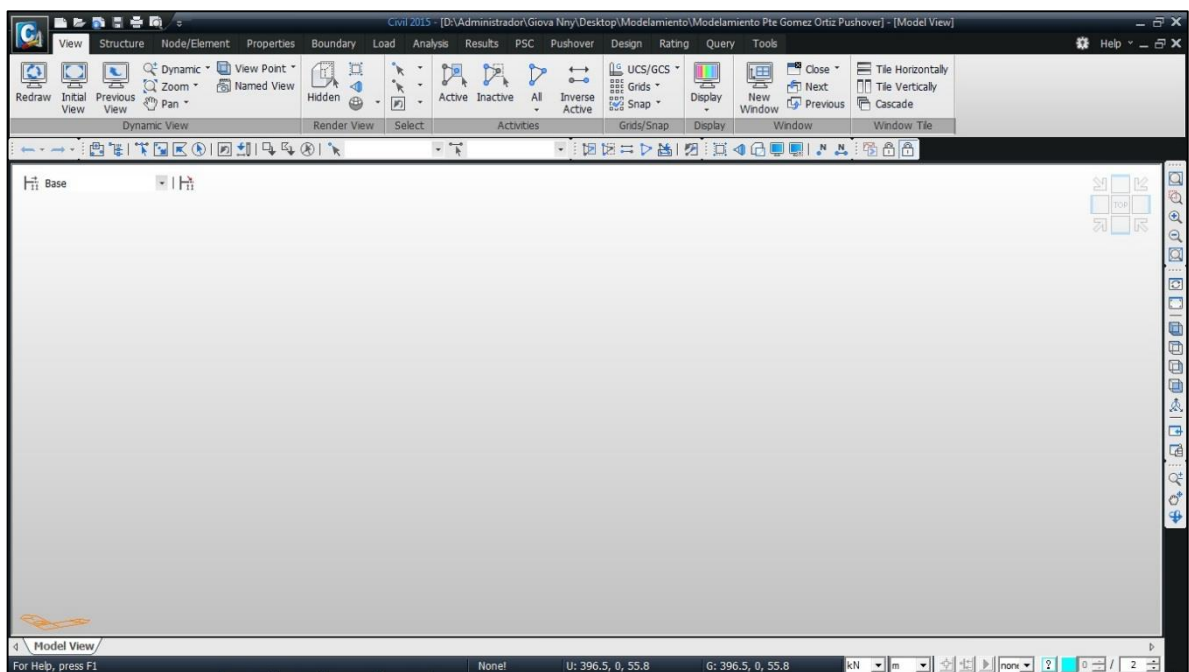 Civil 2015 - [D:\Administrador\Giova Nny\Desktop\Modelamiento\Modelamiento Pte Gomez Ortiz Pushover] - [Model View]
View Structure Node/Element Properties Boundary Load Analysis Results PSC Pushover Design Rating Query Tools Help
Redraw Initial View Previous View Dynamic Zoom Pan View Point Named View
Hidden
Active Inactive All Inverse Active
UCS/GCS Grids Snap
Display
New Window Close Next Previous
Tile Horizontally Tile Vertically Cascade
Dynamic View Render View Select Activities Grids/Snap Display Window Window Tile
Base
TOP
Model View
For Help, press F1 None! U: 396.5, 0, 55.8 G: 396.5, 0, 55.8 kN m non 0 / 2